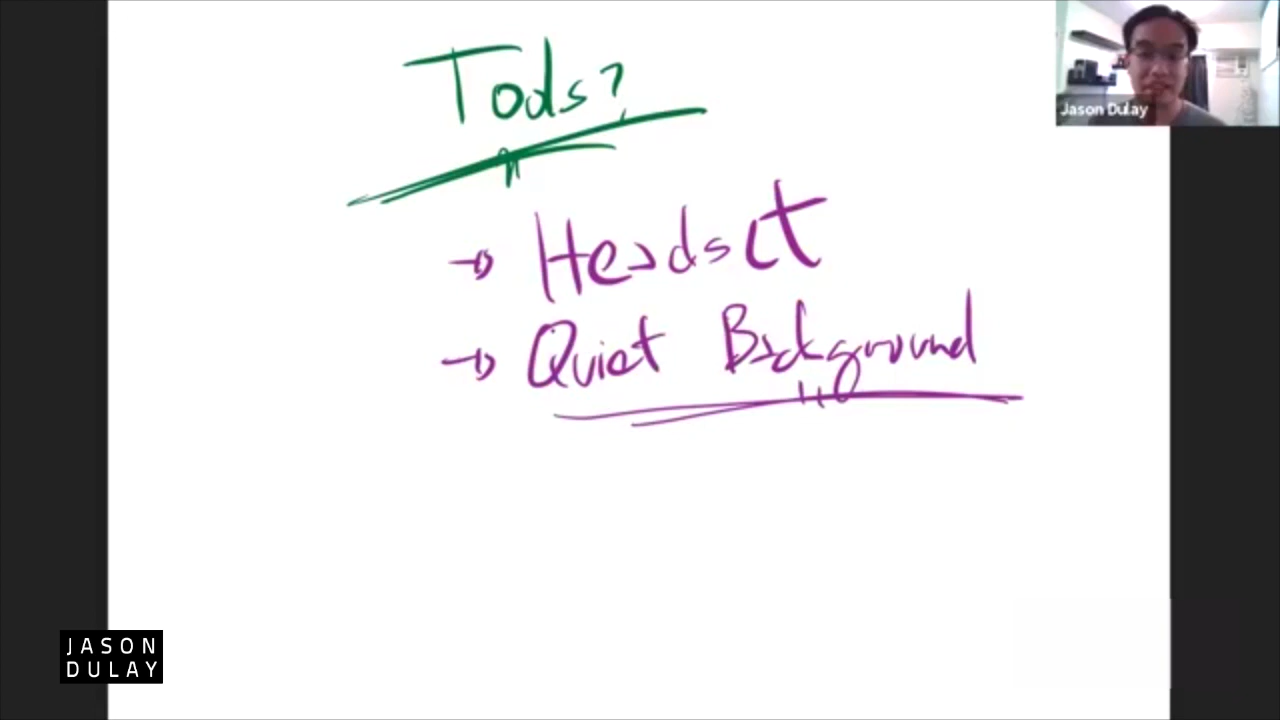 Tools?
→ Headset
→ Quiet Background
Jason Dulay
JASON
DULAY